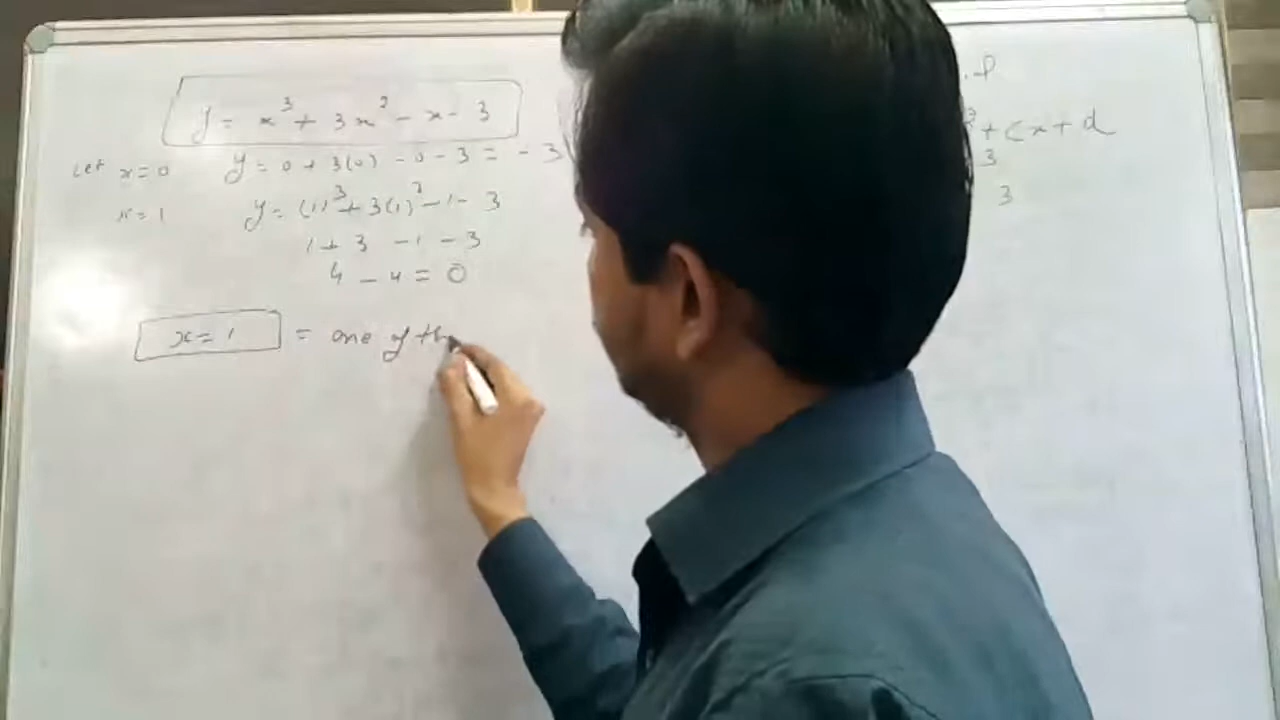 y = x³ + 3x² - x - 3
Let x=0 y = 0 + 3(0) - 0 - 3 = -3
x=1 y = (1)³ + 3(1)² - 1 - 3
1 + 3 - 1 - 3
4 - 4 = 0
x = 1 = one of the
+ cx + d
3
3